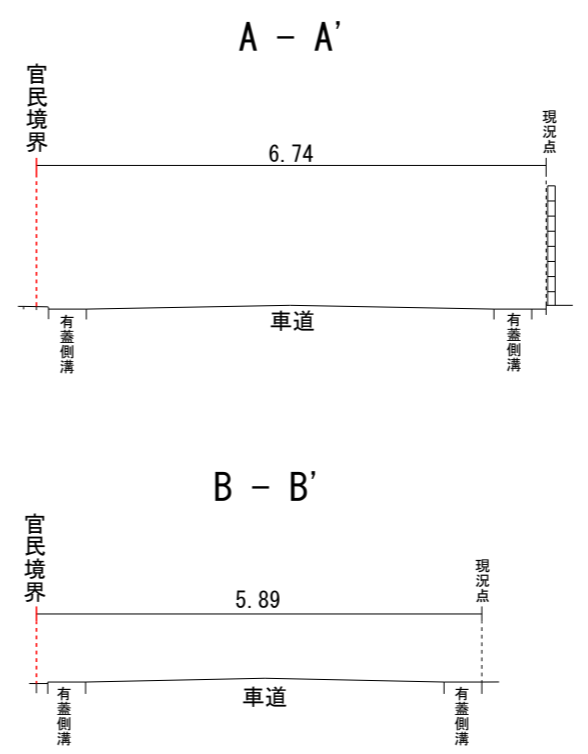 A － A'
官民境界
現況点
6.74
有蓋側溝
車道
有蓋側溝
B － B'
官民境界
現況点
5.89
有蓋側溝
車道
有蓋側溝